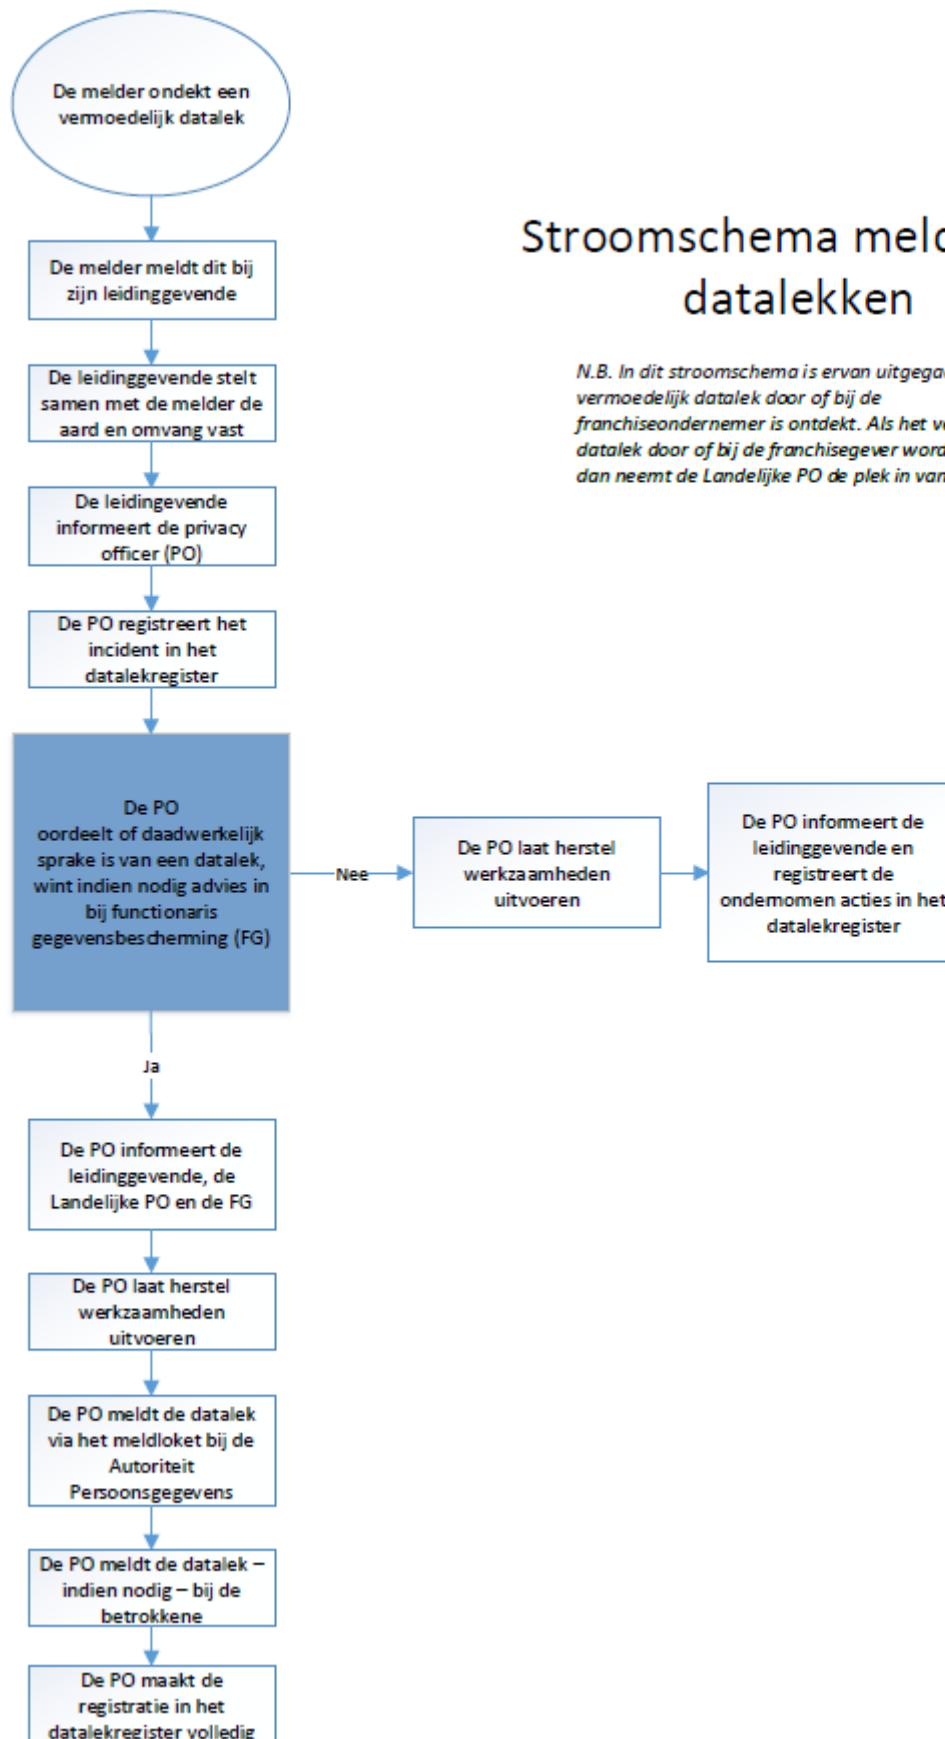 De melder ondekt een
vermoedelijk datalek
De melder meldt dit bij
zijn leidinggevende
De leidinggevende stelt
samen met de melder de
aard en omvang vast
De leidingevende
informeert de privacy
officer (PO)
De PO registreert het
incident in het
datalekregister
De PO
oordeelt of daadwerkelijk
sprake is van een datalek,
wint indien nodig advies in
bij functionaris
gegevensbescherming (FG)
Nee
De PO laat herstel
werkzaamheden
uitvoeren
De PO informeert de
leidinggevende en
registreert de
ondernomen acties in het
datalekregister
Ja
De PO informeert de
leidinggevende, de
Landelijke PO en de FG
De PO laat herstel
werkzaamheden
uitvoeren
De PO meldt de datalek
via het meldloket bij de
Autoriteit
Persoonsgegevens
De PO meldt de datalek –
indien nodig – bij de
betrokkene
De PO maakt de
registratie in het
datalekregister volledig
Stroomschema
datalekken
N.B. In dit stroomschema is ervan
vermoedelijk datalek door of bij de
franchiseondernemer is ontdekt. Als het
datalek door of bij de franchisegever
dan neemt de Landelijke PO de plek in van